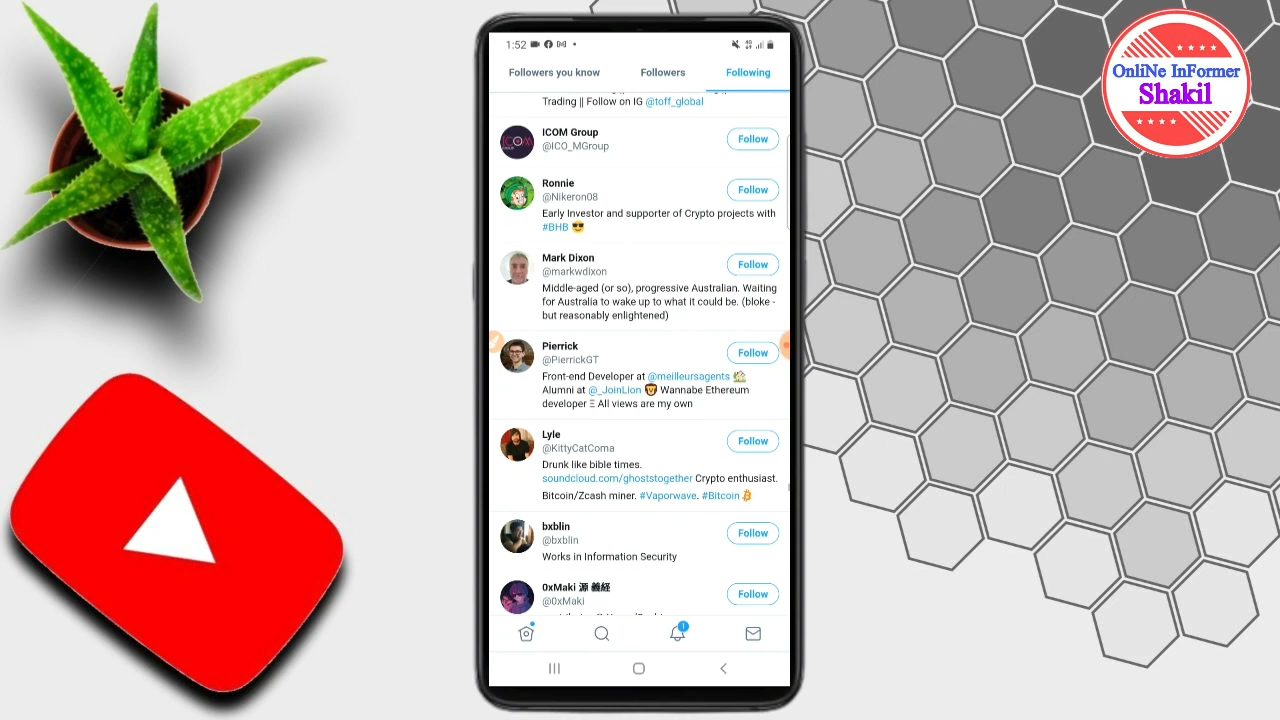 1:52
Followers you know
Followers
Following
Trading || Follow on IG @toff_global
ICOM Group
@ICO_MGroup
Follow
Ronnie
@Nikeron08
Follow
Early Investor and supporter of Crypto projects with
#BHB 😎
Mark Dixon
@markwdixon
Follow
Middle-aged (or so), progressive Australian. Waiting
for Australia to wake up to what it could be. (bloke -
but reasonably enlightened)
Pierrick
@PierrickGT
Follow
Front-end Developer at @meilleursagents 🏡
Alumni at @_JoinLion 🦁 Wannabe Ethereum
developer Ξ All views are my own
Lyle
@KittyCatComa
Follow
Drunk like bible times.
soundcloud.com/ghoststogether Crypto enthusiast.
Bitcoin/Zcash miner. #Vaporwave. #Bitcoin
bxblin
@bxblin
Follow
Works in Information Security
0xMaki 源 義経
@0xMaki
Follow
1
OnliNe InFormer
Shakil